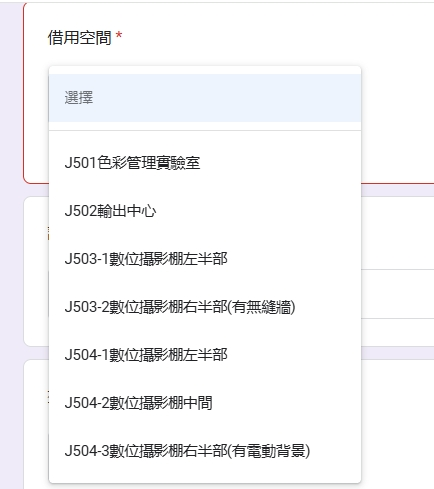 借用空間 *
選擇
J501色彩管理實驗室
J502輸出中心
J503-1數位攝影棚左半部
J503-2數位攝影棚右半部(有無縫牆)
J504-1數位攝影棚左半部
J504-2數位攝影棚中間
J504-3數位攝影棚右半部(有電動背景)